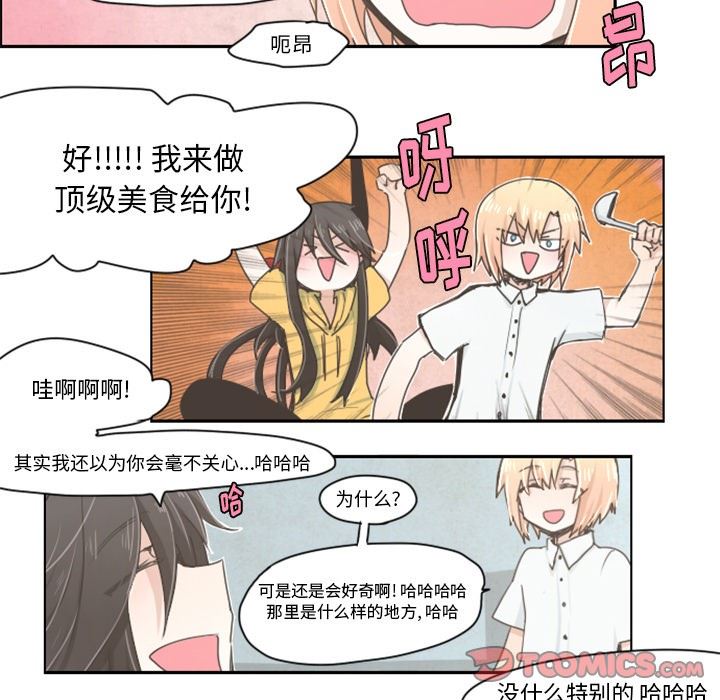 呃昂
昂
好!!!!! 我来做
顶级美食给你!
呀
呼
哇啊啊啊!
其实我还以为你会毫不关心...哈哈哈
哈
为什么?
可是还是会好奇! 哈哈哈哈
那里是什么样的地方, 哈哈
TOOMICS.COM
没什么特别的 哈哈哈